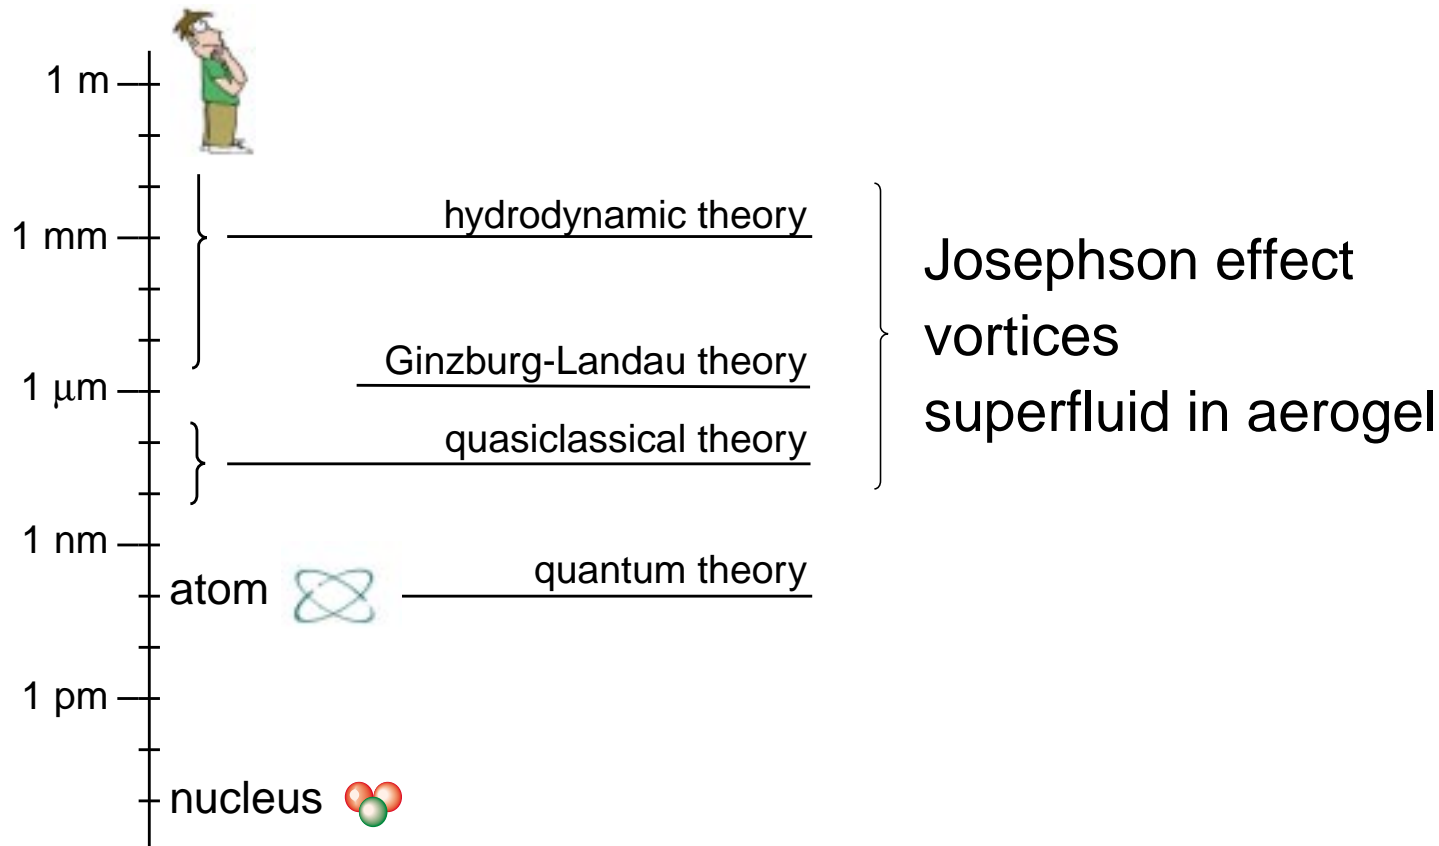 1 m
hydrodynamic theory
1 mm
Josephson effect
vortices
Ginzburg-Landau theory
1 μm
superfluid in aerogel
quasiclassical theory
1 nm
quantum theory
atom
1 pm
nucleus